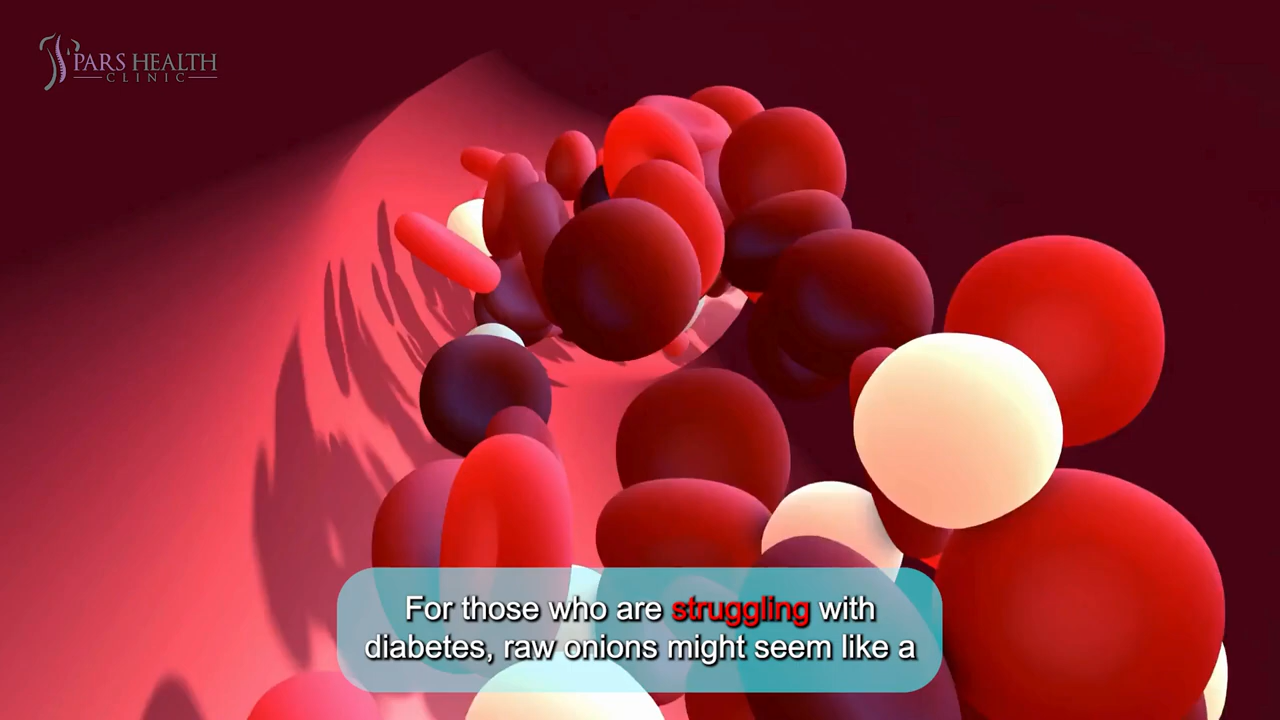 PARS HEALTH
CLINIC
For those who are struggling with
diabetes, raw onions might seem like a